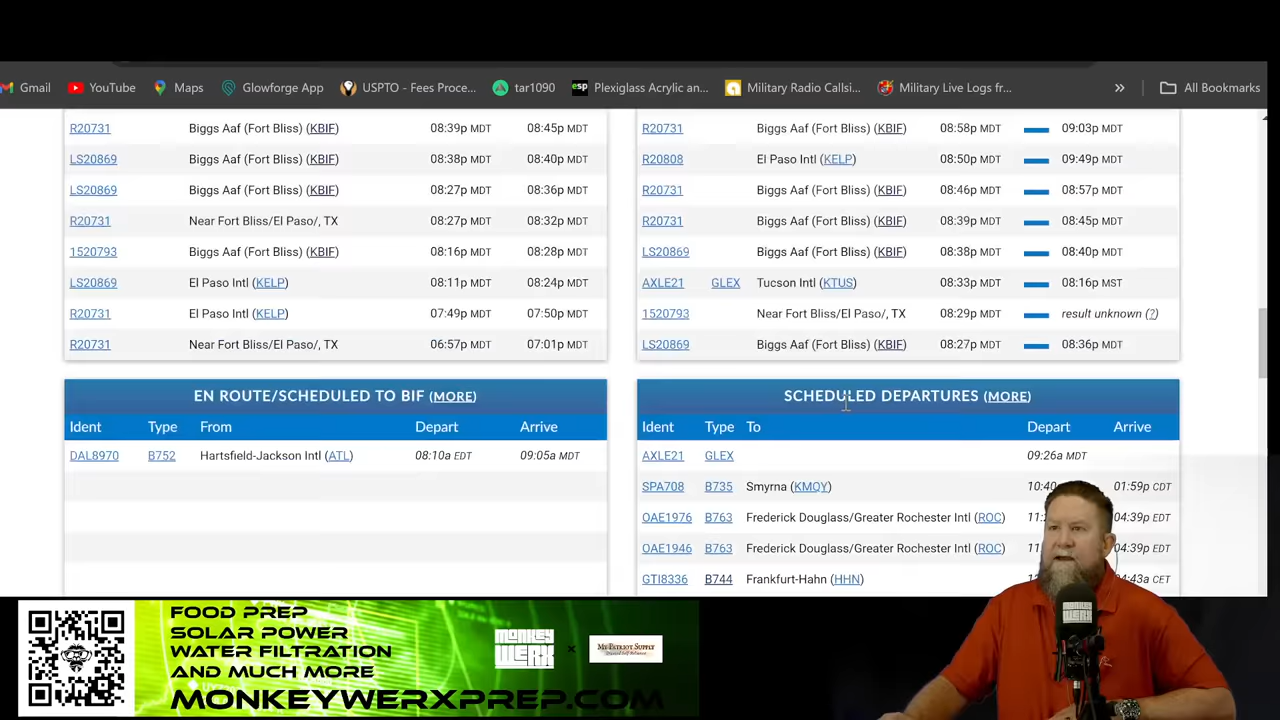 Gmail YouTube Maps Glowforge App USPTO - Fees Proce... tar1090 esp Plexiglass Acrylic an... Military Radio Callsi... Military Live Logs fr... » All Bookmarks
R20731 Biggs Aaf (Fort Bliss) (KBIF) 08:39p MDT 08:45p MDT
LS20869 Biggs Aaf (Fort Bliss) (KBIF) 08:38p MDT 08:40p MDT
LS20869 Biggs Aaf (Fort Bliss) (KBIF) 08:27p MDT 08:36p MDT
R20731 Near Fort Bliss/El Paso/, TX 08:27p MDT 08:32p MDT
1520793 Biggs Aaf (Fort Bliss) (KBIF) 08:16p MDT 08:28p MDT
LS20869 El Paso Intl (KELP) 08:11p MDT 08:24p MDT
R20731 El Paso Intl (KELP) 07:49p MDT 07:50p MDT
R20731 Near Fort Bliss/El Paso/, TX 06:57p MDT 07:01p MDT
R20731 Biggs Aaf (Fort Bliss) (KBIF) 08:58p MDT 09:03p MDT
R20808 El Paso Intl (KELP) 08:50p MDT 09:49p MDT
R20731 Biggs Aaf (Fort Bliss) (KBIF) 08:46p MDT 08:57p MDT
R20731 Biggs Aaf (Fort Bliss) (KBIF) 08:39p MDT 08:45p MDT
LS20869 Biggs Aaf (Fort Bliss) (KBIF) 08:38p MDT 08:40p MDT
AXLE21 GLEX Tucson Intl (KTUS) 08:33p MDT 08:16p MST
1520793 Near Fort Bliss/El Paso/, TX 08:29p MDT result unknown (?)
LS20869 Biggs Aaf (Fort Bliss) (KBIF) 08:27p MDT 08:36p MDT
EN ROUTE/SCHEDULED TO BIF (MORE)
Ident Type From Depart Arrive
DAL8970 B752 Hartsfield-Jackson Intl (ATL) 08:10a EDT 09:05a MDT
SCHEDULED DEPARTURES (MORE)
Ident Type To Depart Arrive
AXLE21 GLEX 09:26a MDT
SPA708 B735 Smyrna (KMQY) 10:40 01:59p CDT
OAE1976 B763 Frederick Douglass/Greater Rochester Intl (ROC) 11: 04:39p EDT
OAE1946 B763 Frederick Douglass/Greater Rochester Intl (ROC) 11: 04:39p EDT
GTI8336 B744 Frankfurt-Hahn (HHN) 4:43a CET
FOOD PREP
SOLAR POWER
WATER FILTRATION
AND MUCH MORE
MONKEYWERXPREP.COM
MONKEY WERX × MY PATRIOT SUPPLY